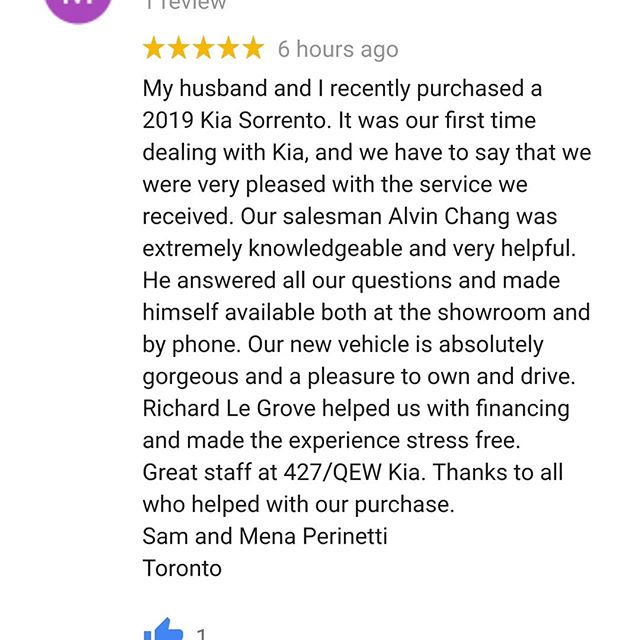 1 review
6 hours ago
My husband and I recently purchased a
2019 Kia Sorrento. It was our first time
dealing with Kia, and we have to say that we
were very pleased with the service we
received. Our salesman Alvin Chang was
extremely knowledgeable and very helpful.
He answered all our questions and made
himself available both at the showroom and
by phone. Our new vehicle is absolutely
gorgeous and a pleasure to own and drive.
Richard Le Grove helped us with financing
and made the experience stress free.
Great staff at 427/QEW Kia. Thanks to all
who helped with our purchase.
Sam and Mena Perinetti
Toronto
1